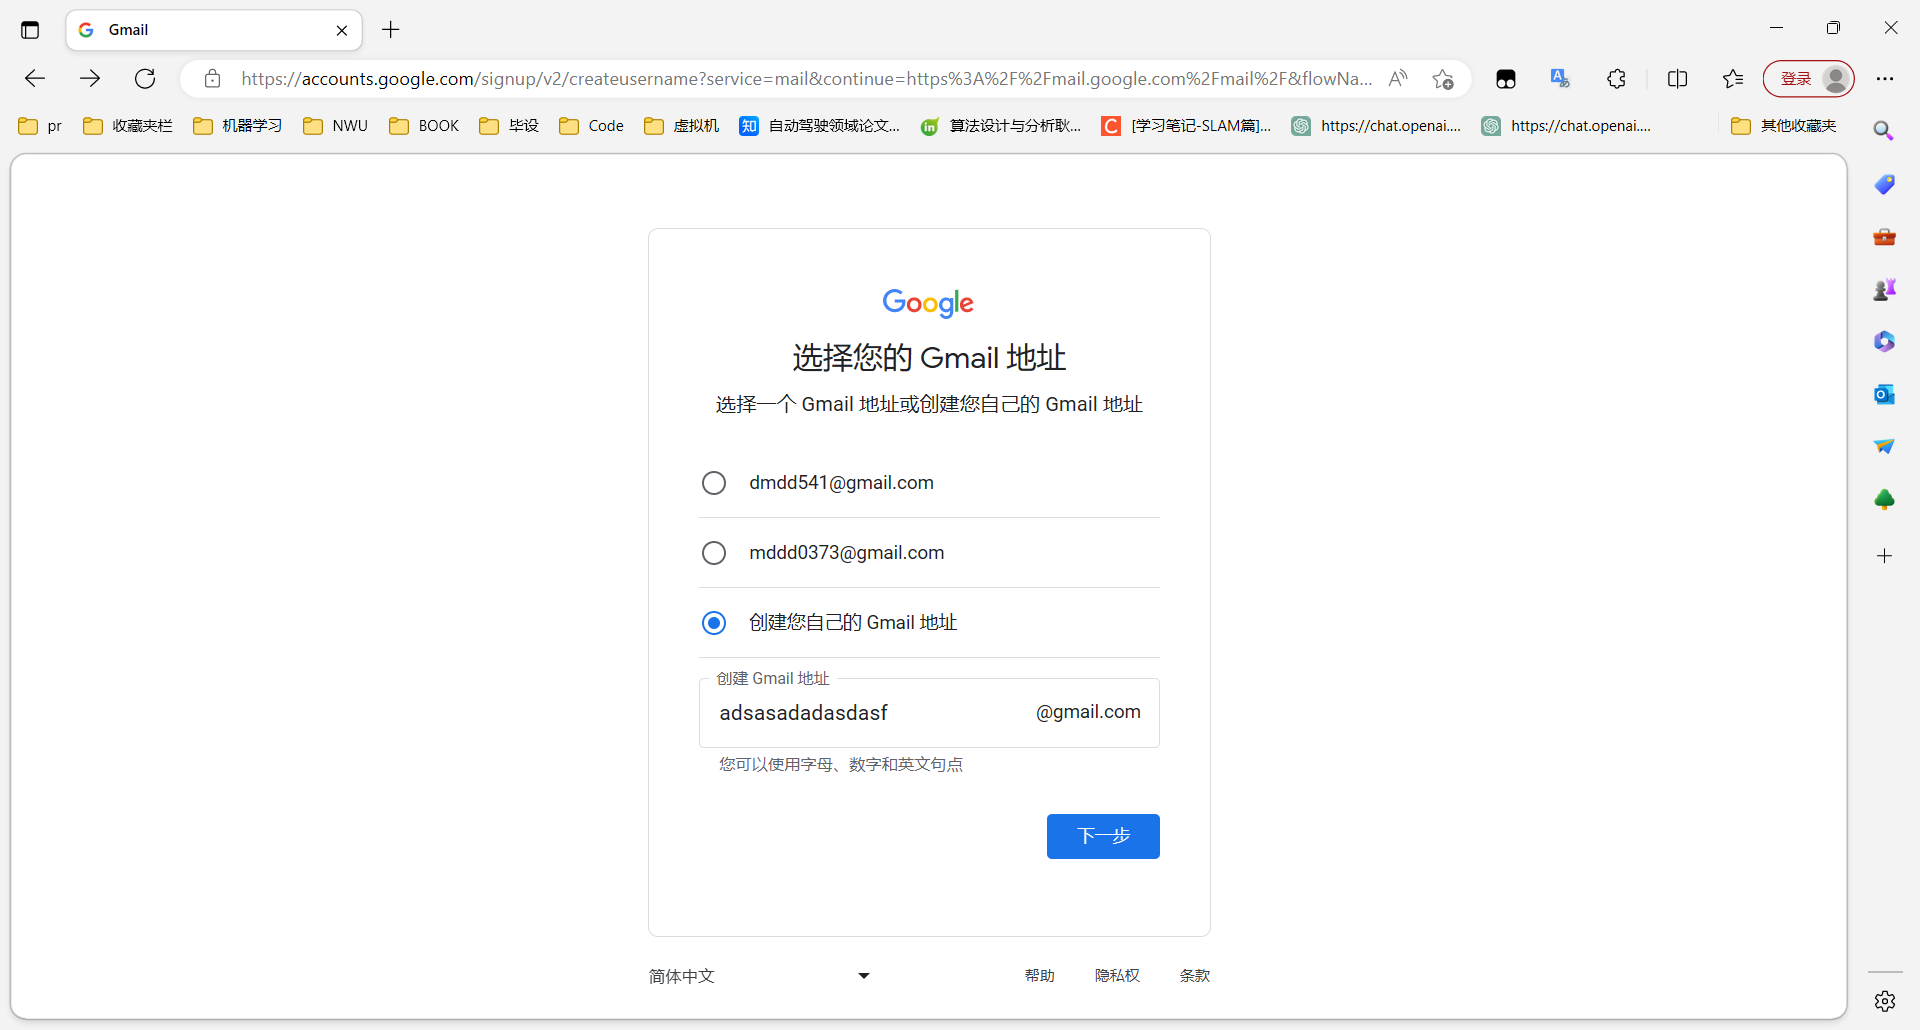 Gmail
https://accounts.google.com/signup/v2/createusername?service=mail&continue=https%3A%2F%2Fmail.google.com%2Fmail%2F&flowNa...
登录
pr 收藏夹栏 机器学习 NWU BOOK 毕设 Code 虚拟机 知 自动驾驶领域论文... in 算法设计与分析耿... C [学习笔记-SLAM篇]... https://chat.openai.... https://chat.openai.... 其他收藏夹
Google
选择您的 Gmail 地址
选择一个 Gmail 地址或创建您自己的 Gmail 地址
dmdd541@gmail.com
mddd0373@gmail.com
创建您自己的 Gmail 地址
创建 Gmail 地址
adsasadadasdasf @gmail.com
您可以使用字母、数字和英文句点
下一步
简体中文 帮助 隐私权 条款